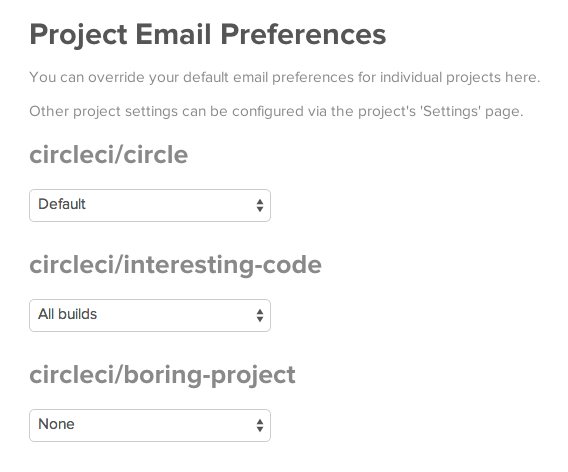 Project Email Preferences
You can override your default email preferences for individual projects here.
Other project settings can be configured via the project's 'Settings' page.
circleci/circle
Default
circleci/interesting-code
All builds
circleci/boring-project
None